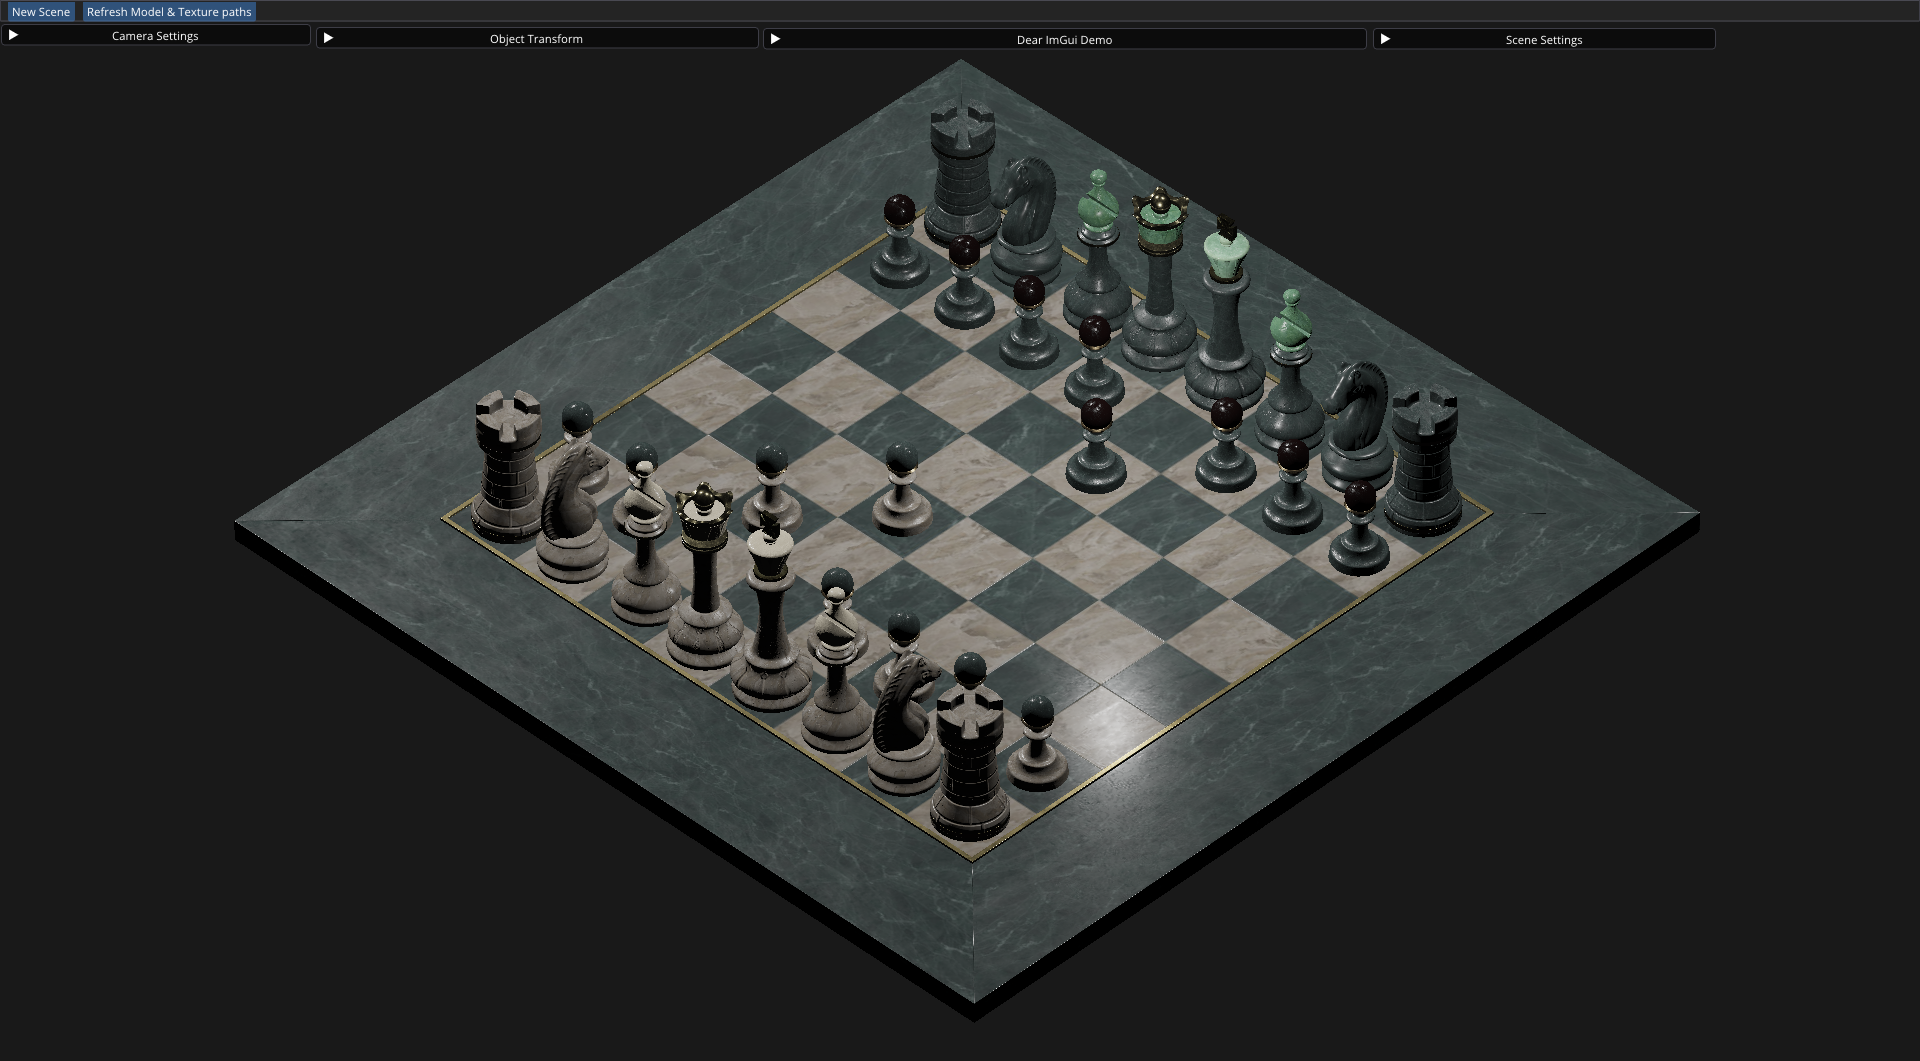 New Scene
Refresh Model & Texture paths
Camera Settings
Object Transform
Dear ImGui Demo
Scene Settings